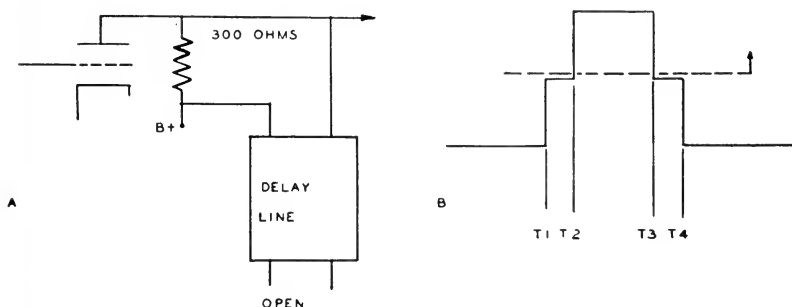 300 OHMS
B+
DELAY
LINE
A
OPEN
B
T1 T2 T3 T4